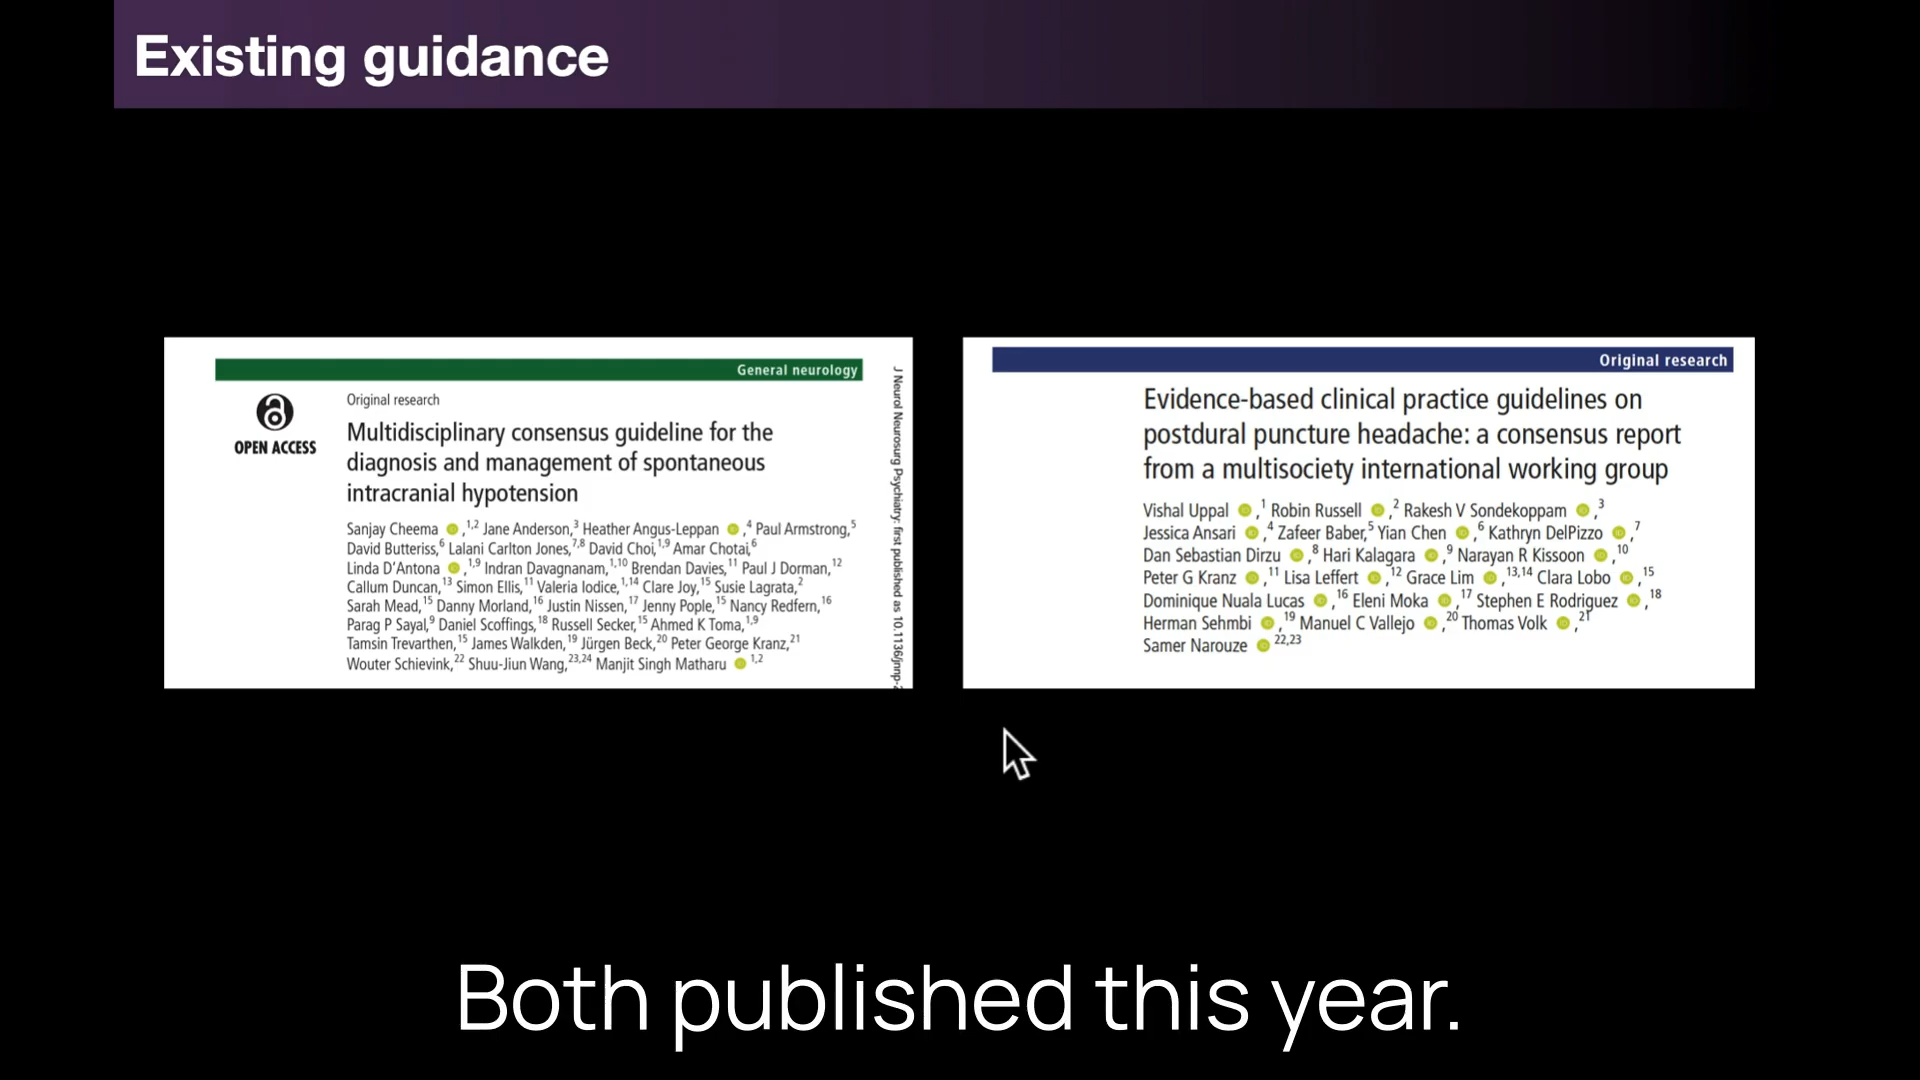 Existing guidance
General neurology
OPEN ACCESS
Original research
Multidisciplinary consensus guideline for the
diagnosis and management of spontaneous
intracranial hypotension
Sanjay Cheema ,1,2 Jane Anderson,3 Heather Angus-Leppan ,4 Paul Armstrong,5
David Butteriss,6 Lalani Carlton Jones,7,8 David Choi,1,9 Amar Chotai,6
Linda D'Antona ,1,9 Indran Davagnanam,1,10 Brendan Davies,11 Paul J Dorman,12
Callum Duncan,13 Simon Ellis,11 Valeria Iodice,1,14 Clare Joy,15 Susie Lagrata,2
Sarah Mead,15 Danny Morland,16 Justin Nissen,17 Jenny Pople,15 Nancy Redfern,16
Parag P Sayal,9 Daniel Scoffings,18 Russell Secker,15 Ahmed K Toma,1,9
Tamsin Trevarthen,15 James Walkden,19 Jürgen Beck,20 Peter George Kranz,21
Wouter Schievink,22 Shuu-Jiun Wang,23,24 Manjit Singh Matharu 1,2
J Neurol Neurosurg Psychiatry: first published as 10.1136/jnnp-
Original research
Evidence-based clinical practice guidelines on
postdural puncture headache: a consensus report
from a multisociety international working group
Vishal Uppal ,1 Robin Russell ,2 Rakesh V Sondekoppam ,3
Jessica Ansari ,4 Zafeer Baber,5 Yian Chen ,6 Kathryn DelPizzo ,7
Dan Sebastian Dirzu ,8 Hari Kalagara ,9 Narayan R Kissoon ,10
Peter G Kranz ,11 Lisa Leffert ,12 Grace Lim ,13,14 Clara Lobo ,15
Dominique Nuala Lucas ,16 Eleni Moka ,17 Stephen E Rodriguez ,18
Herman Sehmbi ,19 Manuel C Vallejo ,20 Thomas Volk ,21
Samer Narouze 22,23
Both published this year.